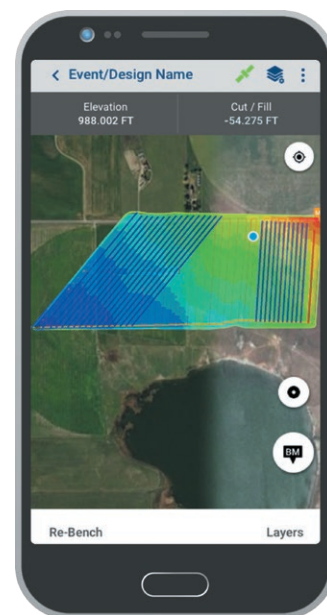 Event/Design Name
Elevation
988.002 FT
Cut / Fill
-54.275 FT
BM
Re-Bench
Layers